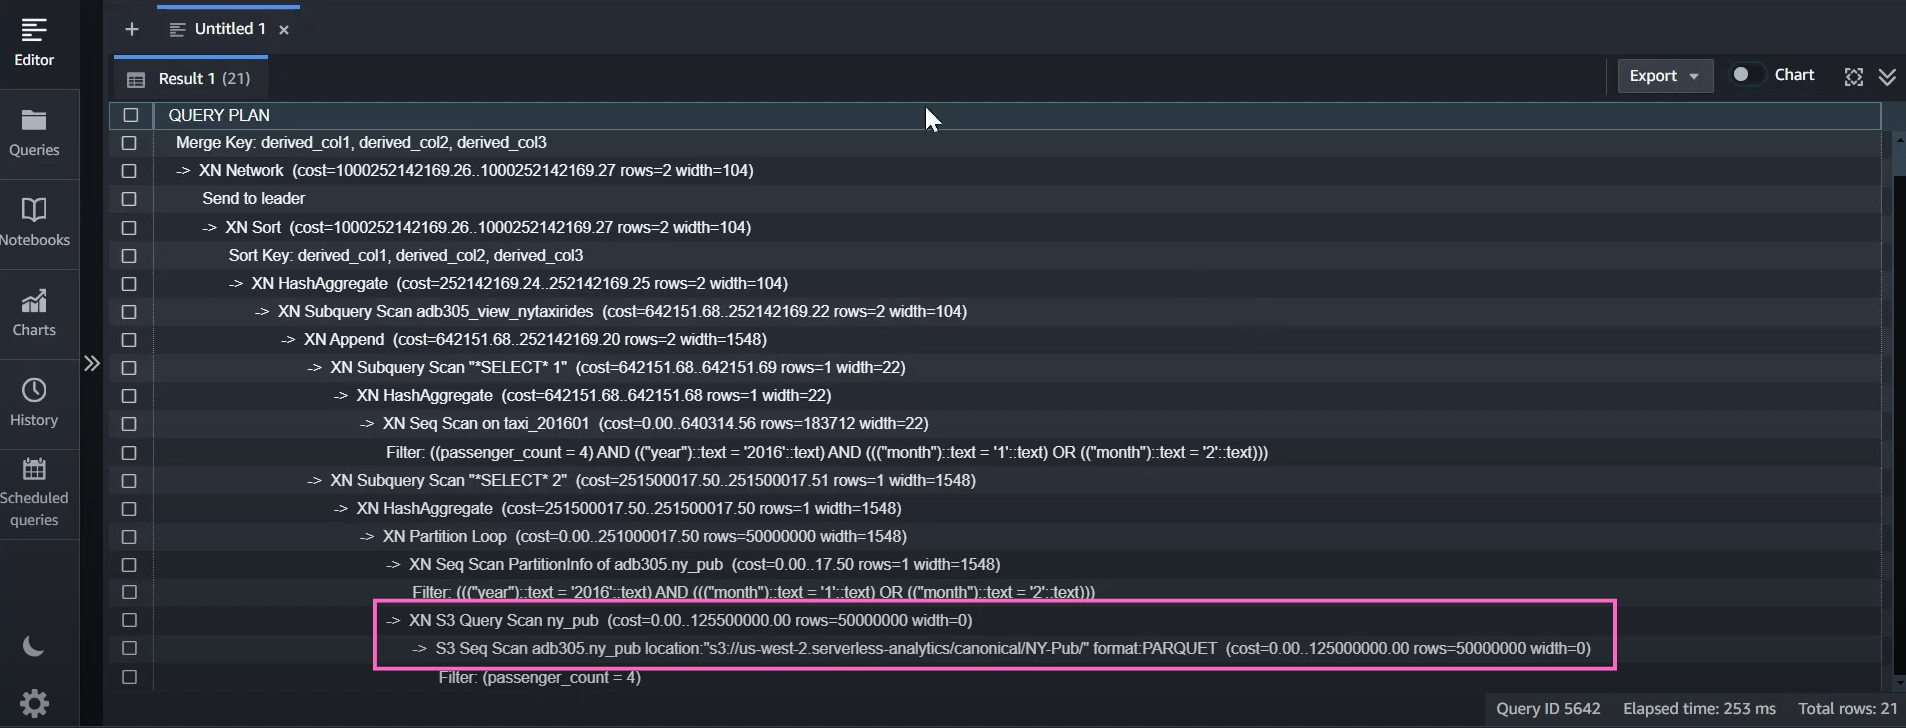 Editor
Queries
Notebooks
Charts
History
Scheduled
queries
+ Untitled 1 ×
Result 1 (21)
Export
Chart
QUERY PLAN
Merge Key: derived_col1, derived_col2, derived_col3
-> XN Network (cost=1000252142169.26..1000252142169.27 rows=2 width=104)
Send to leader
-> XN Sort (cost=1000252142169.26..1000252142169.27 rows=2 width=104)
Sort Key: derived_col1, derived_col2, derived_col3
-> XN HashAggregate (cost=252142169.24..252142169.25 rows=2 width=104)
-> XN Subquery Scan adb305_view_nytaxirides (cost=642151.68..252142169.22 rows=2 width=104)
-> XN Append (cost=642151.68..252142169.20 rows=2 width=1548)
-> XN Subquery Scan "*SELECT* 1" (cost=642151.68..642151.69 rows=1 width=22)
-> XN HashAggregate (cost=642151.68..642151.68 rows=1 width=22)
-> XN Seq Scan on taxi_201601 (cost=0.00..640314.56 rows=183712 width=22)
Filter: ((passenger_count = 4) AND (("year")::text = '2016'::text) AND ((("month")::text = '1'::text) OR (("month")::text = '2'::text)))
-> XN Subquery Scan "*SELECT* 2" (cost=251500017.50..251500017.51 rows=1 width=1548)
-> XN HashAggregate (cost=251500017.50..251500017.50 rows=1 width=1548)
-> XN Partition Loop (cost=0.00..251000017.50 rows=50000000 width=1548)
-> XN Seq Scan PartitionInfo of adb305.ny_pub (cost=0.00..17.50 rows=1 width=1548)
Filter: ((("year")::text = '2016'::text) AND ((("month")::text = '1'::text) OR (("month")::text = '2'::text)))
-> XN S3 Query Scan ny_pub (cost=0.00..125500000.00 rows=50000000 width=0)
-> S3 Seq Scan adb305.ny_pub location:"s3://us-west-2.serverless-analytics/canonical/NY-Pub/" format:PARQUET (cost=0.00..125000000.00 rows=50000000 width=0)
Filter: (passenger_count = 4)
Query ID 5642 Elapsed time: 253 ms Total rows: 21